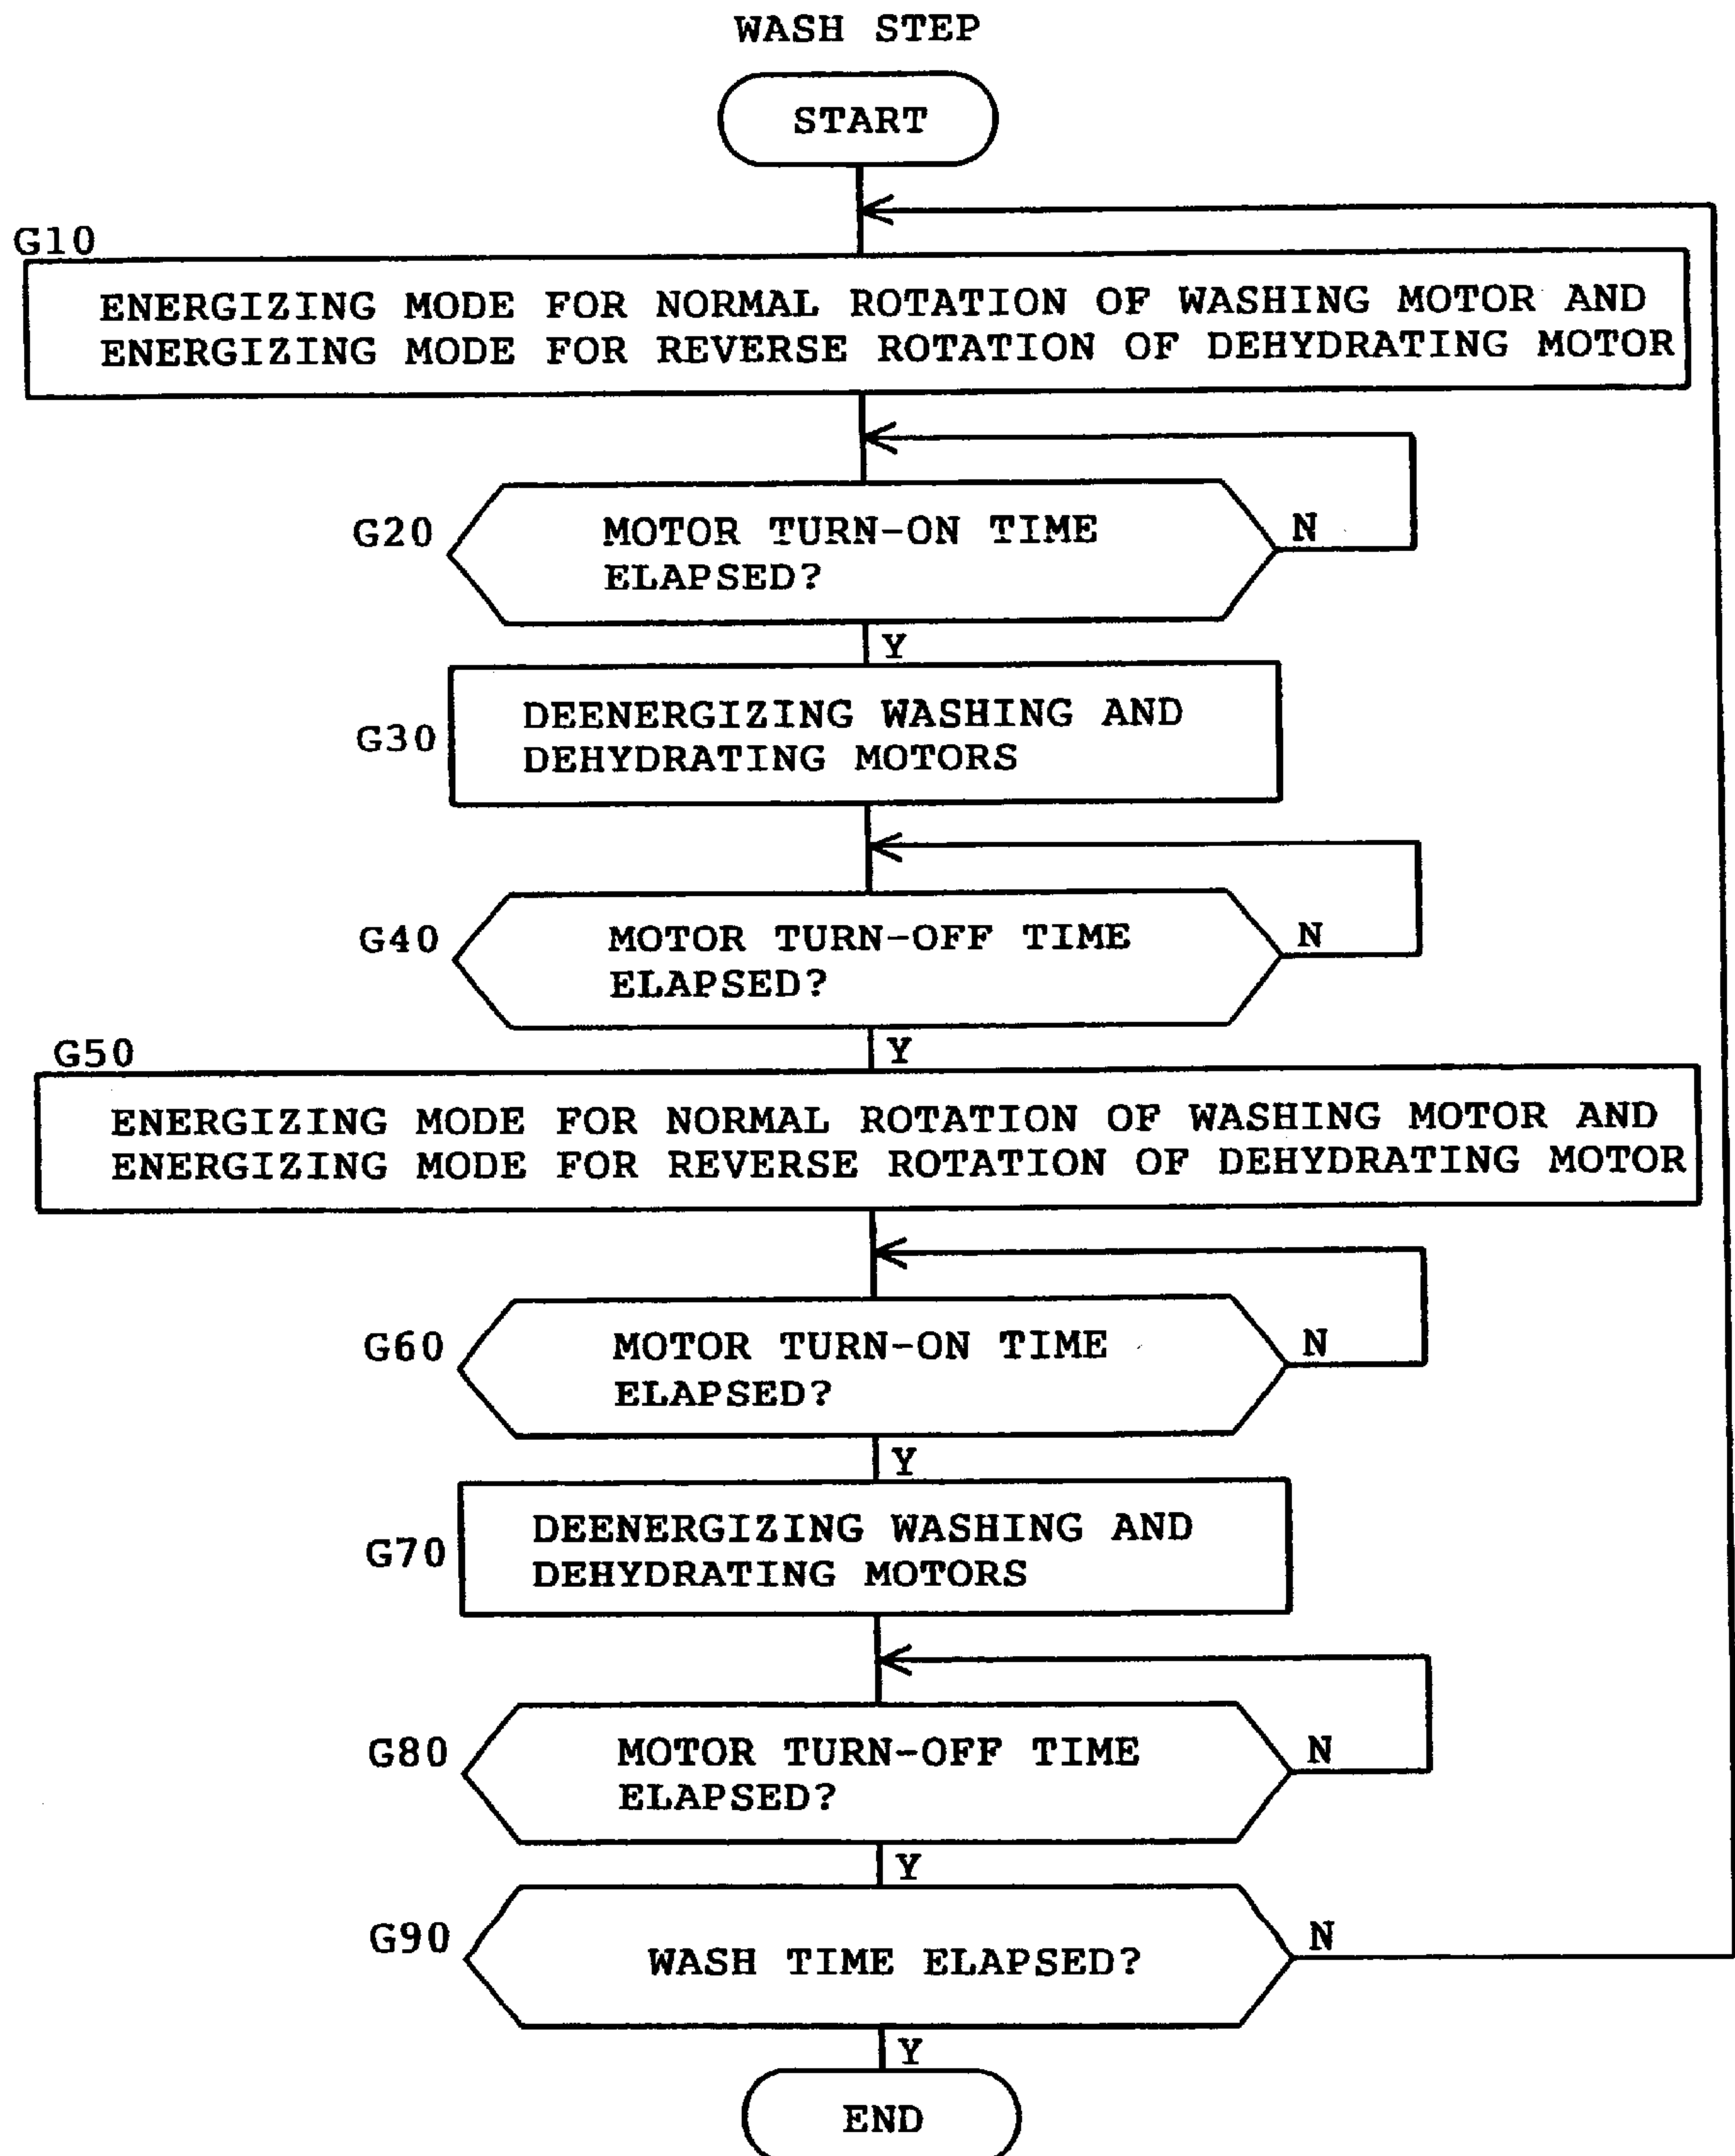 WASH STEP
START
G10
ENERGIZING MODE FOR NORMAL ROTATION OF WASHING MOTOR AND
ENERGIZING MODE FOR REVERSE ROTATION OF DEHYDRATING MOTOR
G20
MOTOR TURN-ON TIME
ELAPSED?
N
Y
G30
DEENERGIZING WASHING AND
DEHYDRATING MOTORS
G40
MOTOR TURN-OFF TIME
ELAPSED?
N
Y
G50
ENERGIZING MODE FOR NORMAL ROTATION OF WASHING MOTOR AND
ENERGIZING MODE FOR REVERSE ROTATION OF DEHYDRATING MOTOR
G60
MOTOR TURN-ON TIME
ELAPSED?
N
Y
G70
DEENERGIZING WASHING AND
DEHYDRATING MOTORS
G80
MOTOR TURN-OFF TIME
ELAPSED?
N
Y
G90
WASH TIME ELAPSED?
N
Y
END